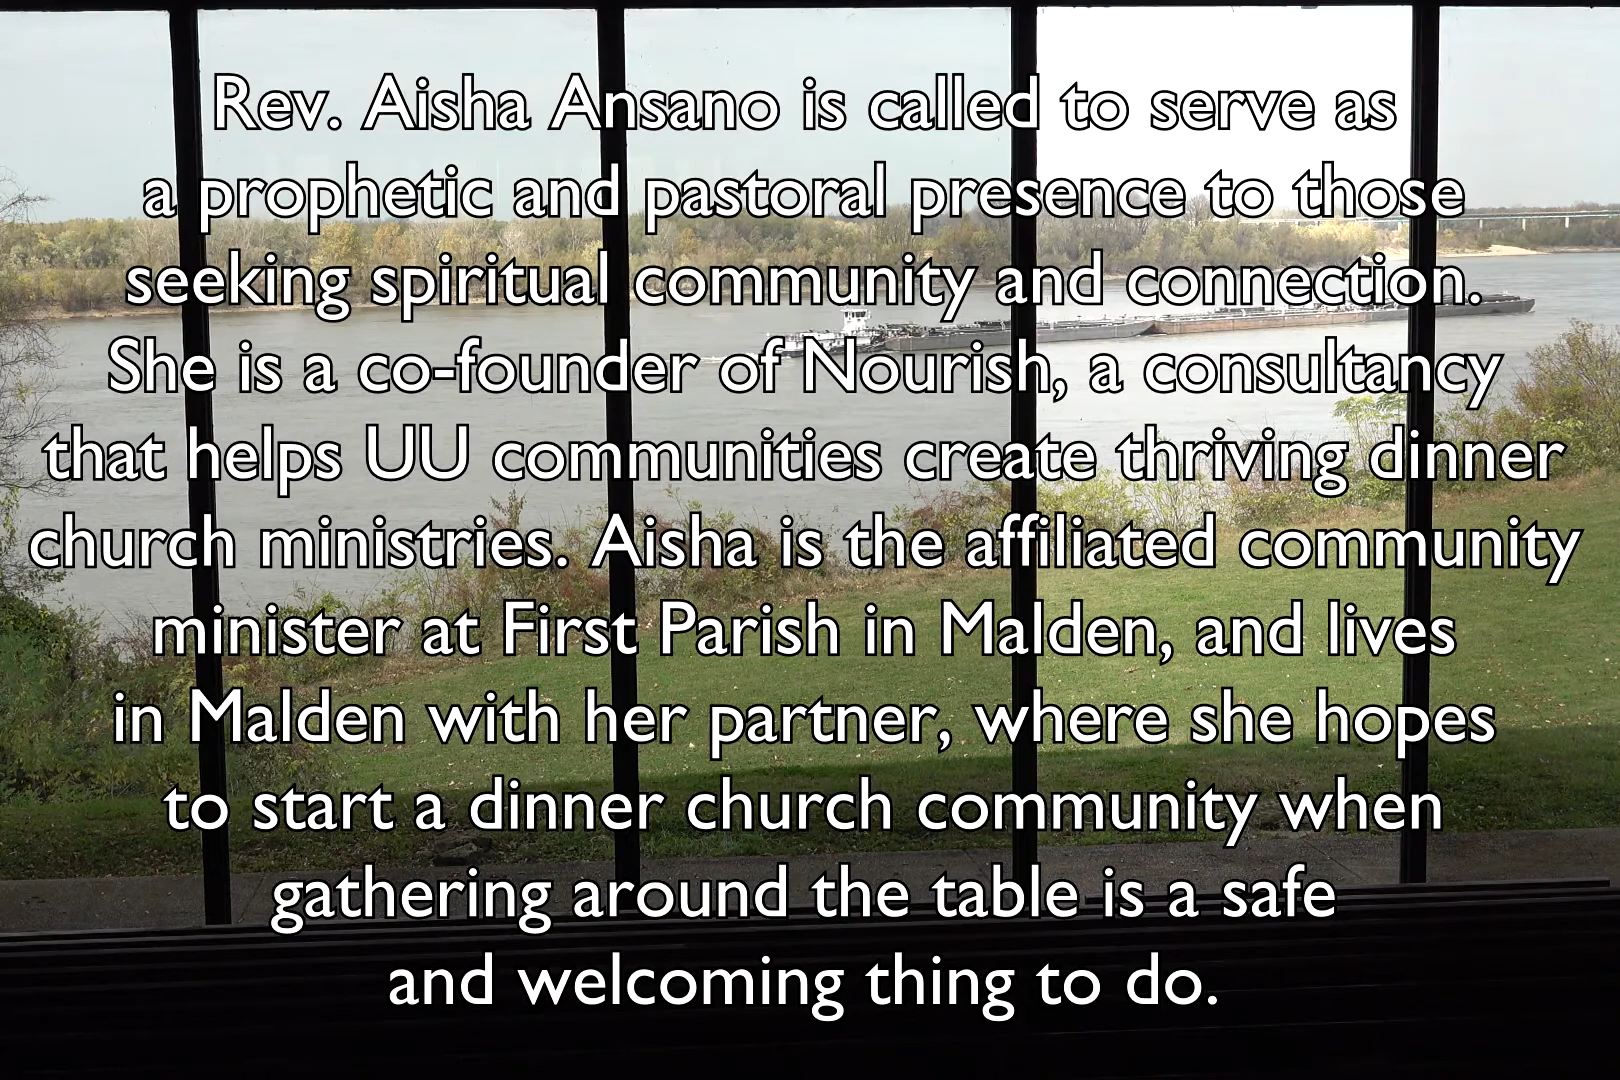 Rev. Aisha Ansano is called to serve as
a prophetic and pastoral presence to those
seeking spiritual community and connection.
She is a co-founder of Nourish, a consultancy
that helps UU communities create thriving dinner
church ministries. Aisha is the affiliated community
minister at First Parish in Malden, and lives
in Malden with her partner, where she hopes
to start a dinner church community when
gathering around the table is a safe
and welcoming thing to do.